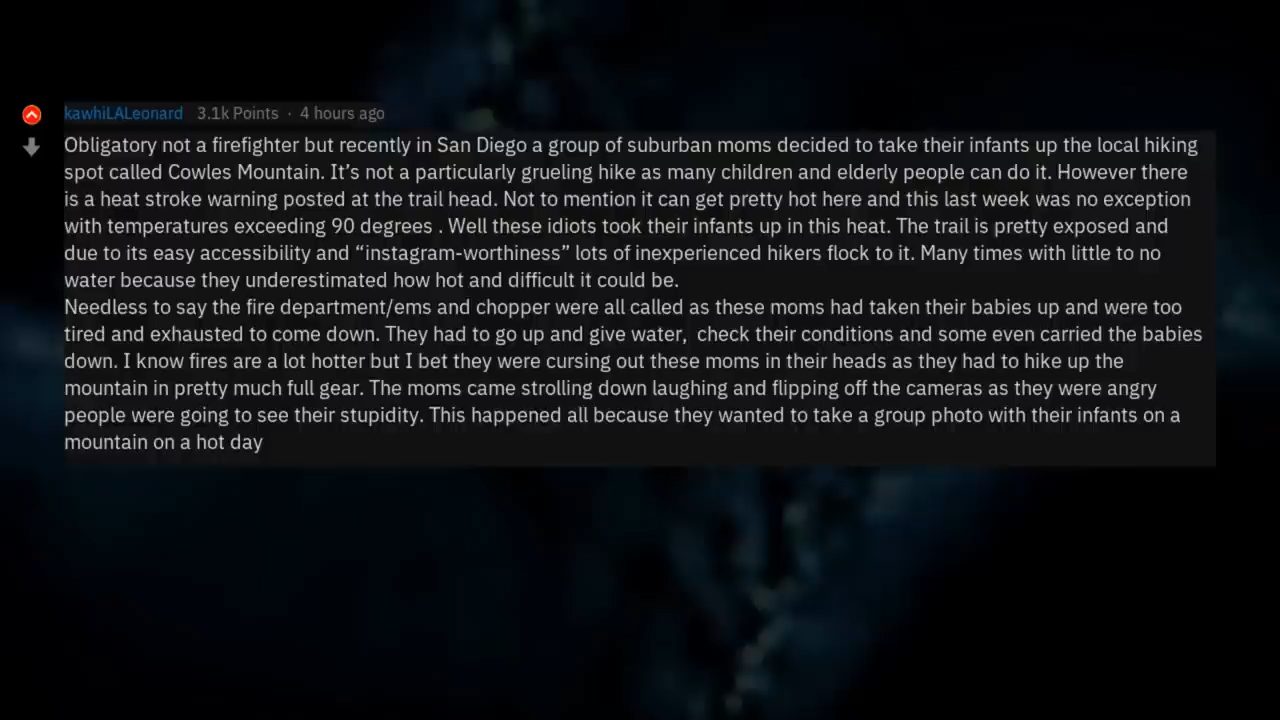 kawhiLALeonard 3.1k Points · 4 hours ago
Obligatory not a firefighter but recently in San Diego a group of suburban moms decided to take their infants up the local hiking
spot called Cowles Mountain. It’s not a particularly grueling hike as many children and elderly people can do it. However there
is a heat stroke warning posted at the trail head. Not to mention it can get pretty hot here and this last week was no exception
with temperatures exceeding 90 degrees . Well these idiots took their infants up in this heat. The trail is pretty exposed and
due to its easy accessibility and “instagram-worthiness” lots of inexperienced hikers flock to it. Many times with little to no
water because they underestimated how hot and difficult it could be.
Needless to say the fire department/ems and chopper were all called as these moms had taken their babies up and were too
tired and exhausted to come down. They had to go up and give water,  check their conditions and some even carried the babies
down. I know fires are a lot hotter but I bet they were cursing out these moms in their heads as they had to hike up the
mountain in pretty much full gear. The moms came strolling down laughing and flipping off the cameras as they were angry
people were going to see their stupidity. This happened all because they wanted to take a group photo with their infants on a
mountain on a hot day